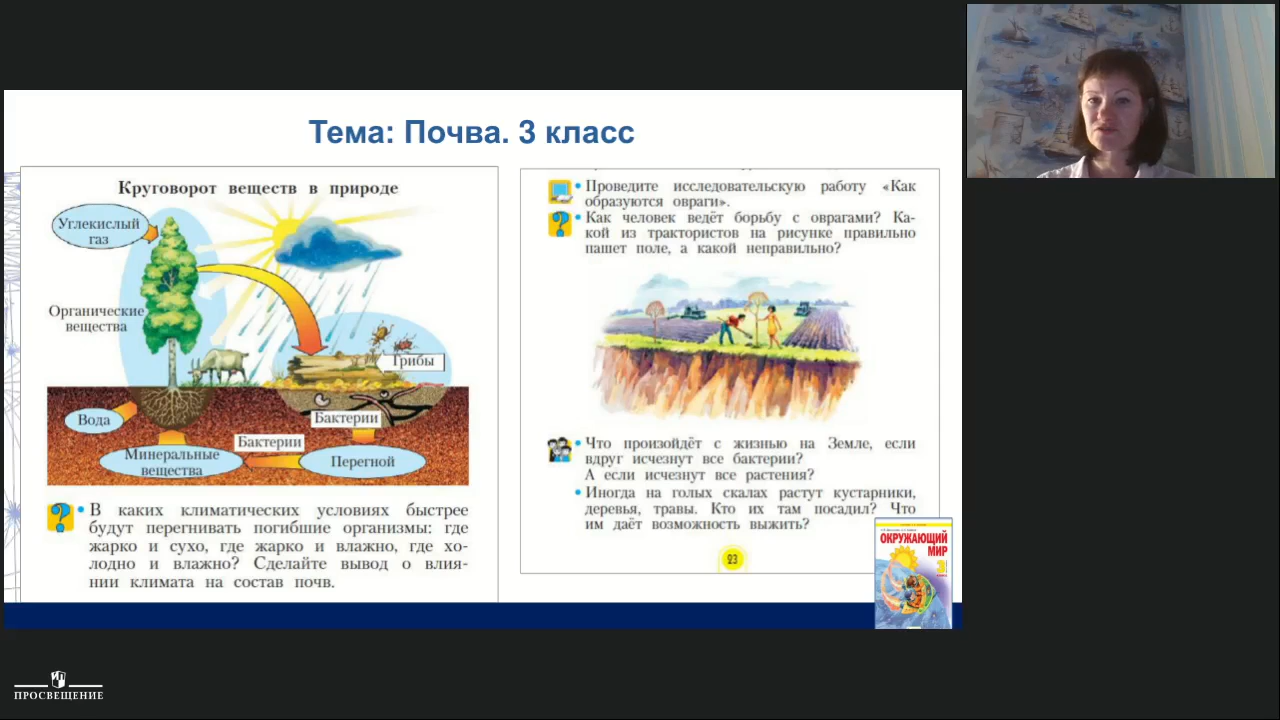 Тема: Почва. 3 класс
Круговорот веществ в природе
Углекислый
газ
Органические
вещества
Грибы
Вода
Бактерии
Бактерии
Минеральные
вещества
Перегной
? • В каких климатических условиях быстрее
будут перегнивать погибшие организмы: где
жарко и сухо, где жарко и влажно, где хо-
лодно и влажно? Сделайте вывод о влия-
нии климата на состав почв.
• Проведите исследовательскую работу «Как
образуются овраги».
? • Как человек ведёт борьбу с оврагами? Ка-
кой из трактористов на рисунке правильно
пашет поле, а какой неправильно?
• Что произойдёт с жизнью на Земле, если
вдруг исчезнут все бактерии?
А если исчезнут все растения?
• Иногда на голых скалах растут кустарники,
деревья, травы. Кто их там посадил? Что
им даёт возможность выжить?
23
ОКРУЖАЮЩИЙ
МИР
3
ПРОСВЕЩЕНИЕ